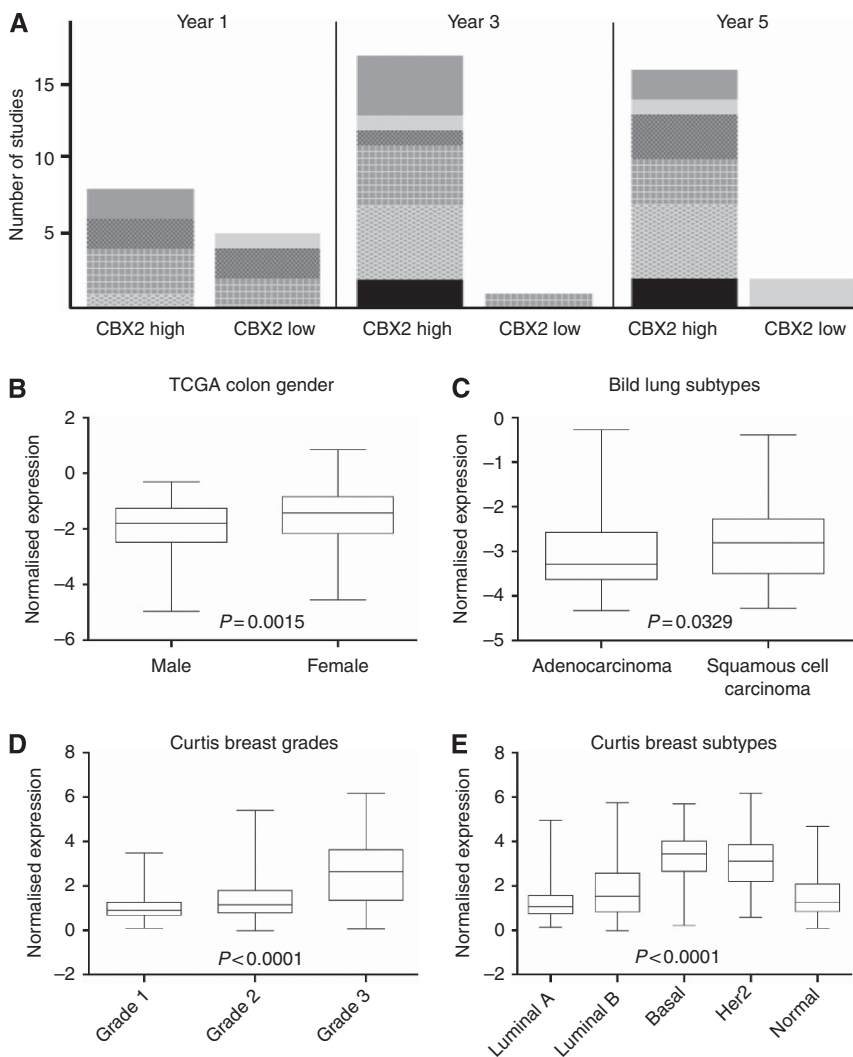 A
Year 1
Year 3
Year 5
Number of studies
15
10
5
CBX2 high
CBX2 low
CBX2 high
CBX2 low
CBX2 high
CBX2 low
B
TCGA colon gender
Normalised expression
2
0
–2
–4
–6
P = 0.0015
Male
Female
C
Bild lung subtypes
Normalised expression
0
–1
–2
–3
–4
–5
P = 0.0329
Adenocarcinoma
Squamous cell
carcinoma
D
Curtis breast grades
Normalised expression
8
6
4
2
0
–2
P < 0.0001
Grade 1
Grade 2
Grade 3
E
Curtis breast subtypes
Normalised expression
8
6
4
2
0
–2
P < 0.0001
Luminal A
Luminal B
Basal
Her2
Normal